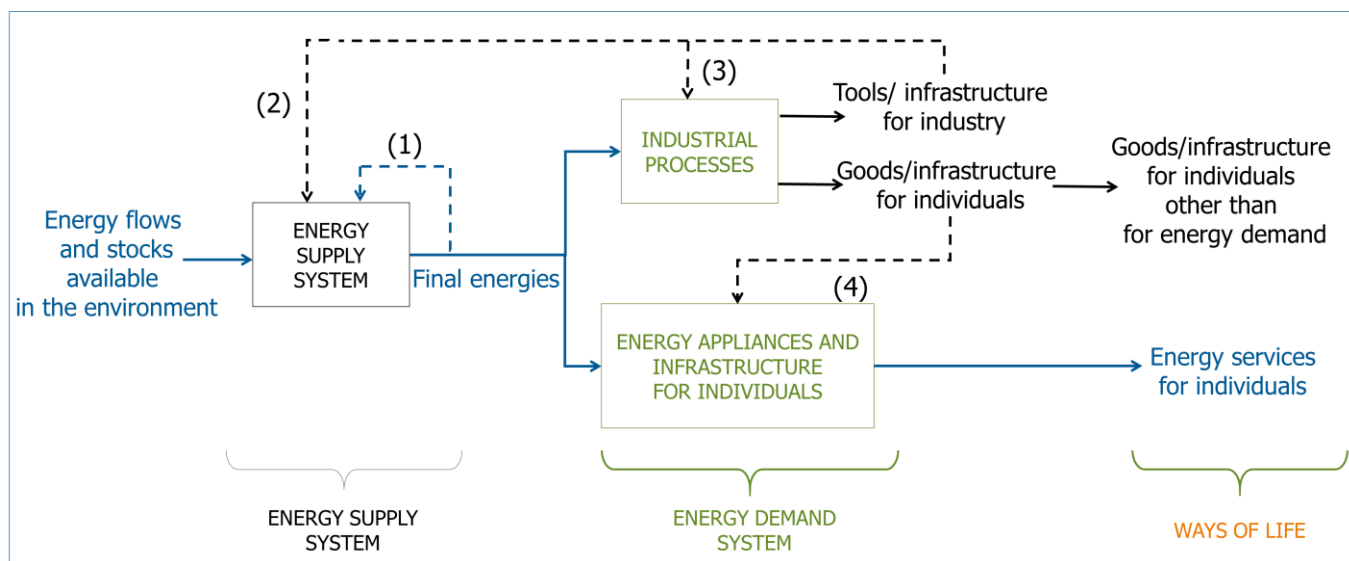 (3)
(2)
Tools/ infrastructure
for industry
(1)
INDUSTRIAL
PROCESSES
Goods/infrastructure
for individuals
Goods/infrastructure
for individuals
other than
for energy demand
Energy flows
and stocks
available
in the environment
ENERGY
SUPPLY
SYSTEM
Final energies
(4)
ENERGY APPLIANCES AND
INFRASTRUCTURE
FOR INDIVIDUALS
Energy services
for individuals
ENERGY SUPPLY
SYSTEM
ENERGY DEMAND
SYSTEM
WAYS OF LIFE